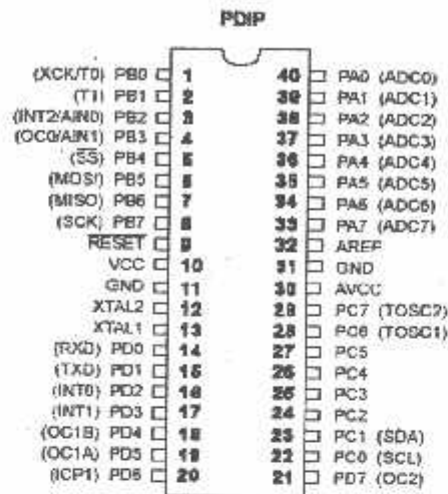 PDIP
(XCK/T0) PB0 1 40 PA0 (ADC0)
(T1) PB1 2 39 PA1 (ADC1)
(INT2/AIN0) PB2 3 38 PA2 (ADC2)
(OC0/AIN1) PB3 4 37 PA3 (ADC3)
(SS) PB4 5 36 PA4 (ADC4)
(MOSI) PB5 6 35 PA5 (ADC5)
(MISO) PB6 7 34 PA6 (ADC6)
(SCK) PB7 8 33 PA7 (ADC7)
RESET 9 32 AREF
VCC 10 31 GND
GND 11 30 AVCC
XTAL2 12 29 PC7 (TOSC2)
XTAL1 13 28 PC6 (TOSC1)
(RXD) PD0 14 27 PC5
(TXD) PD1 15 26 PC4
(INT0) PD2 16 25 PC3
(INT1) PD3 17 24 PC2
(OC1B) PD4 18 23 PC1 (SDA)
(OC1A) PD5 19 22 PC0 (SCL)
(ICP1) PD6 20 21 PD7 (OC2)